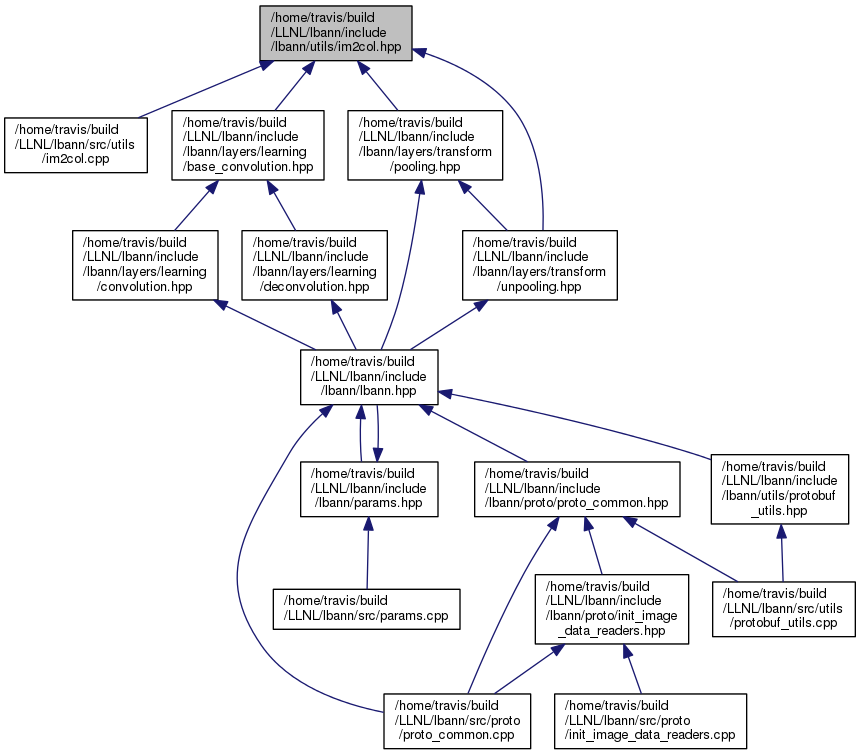 /home/travis/build
/LLNL/lbann/include
/lbann/utils/im2col.hpp
/home/travis/build
/LLNL/lbann/src/utils
/im2col.cpp
/home/travis/build
/LLNL/lbann/include
/lbann/layers/learning
/base_convolution.hpp
/home/travis/build
/LLNL/lbann/include
/lbann/layers/transform
/pooling.hpp
/home/travis/build
/LLNL/lbann/include
/lbann/layers/learning
/convolution.hpp
/home/travis/build
/LLNL/lbann/include
/lbann/layers/learning
/deconvolution.hpp
/home/travis/build
/LLNL/lbann/include
/lbann/layers/transform
/unpooling.hpp
/home/travis/build
/LLNL/lbann/include
/lbann/lbann.hpp
/home/travis/build
/LLNL/lbann/include
/lbann/params.hpp
/home/travis/build
/LLNL/lbann/include
/lbann/proto/proto_common.hpp
/home/travis/build
/LLNL/lbann/include
/lbann/utils/protobuf
_utils.hpp
/home/travis/build
/LLNL/lbann/src/params.cpp
/home/travis/build
/LLNL/lbann/include
/lbann/proto/init_image
_data_readers.hpp
/home/travis/build
/LLNL/lbann/src/utils
/protobuf_utils.cpp
/home/travis/build
/LLNL/lbann/src/proto
/proto_common.cpp
/home/travis/build
/LLNL/lbann/src/proto
/init_image_data_readers.cpp